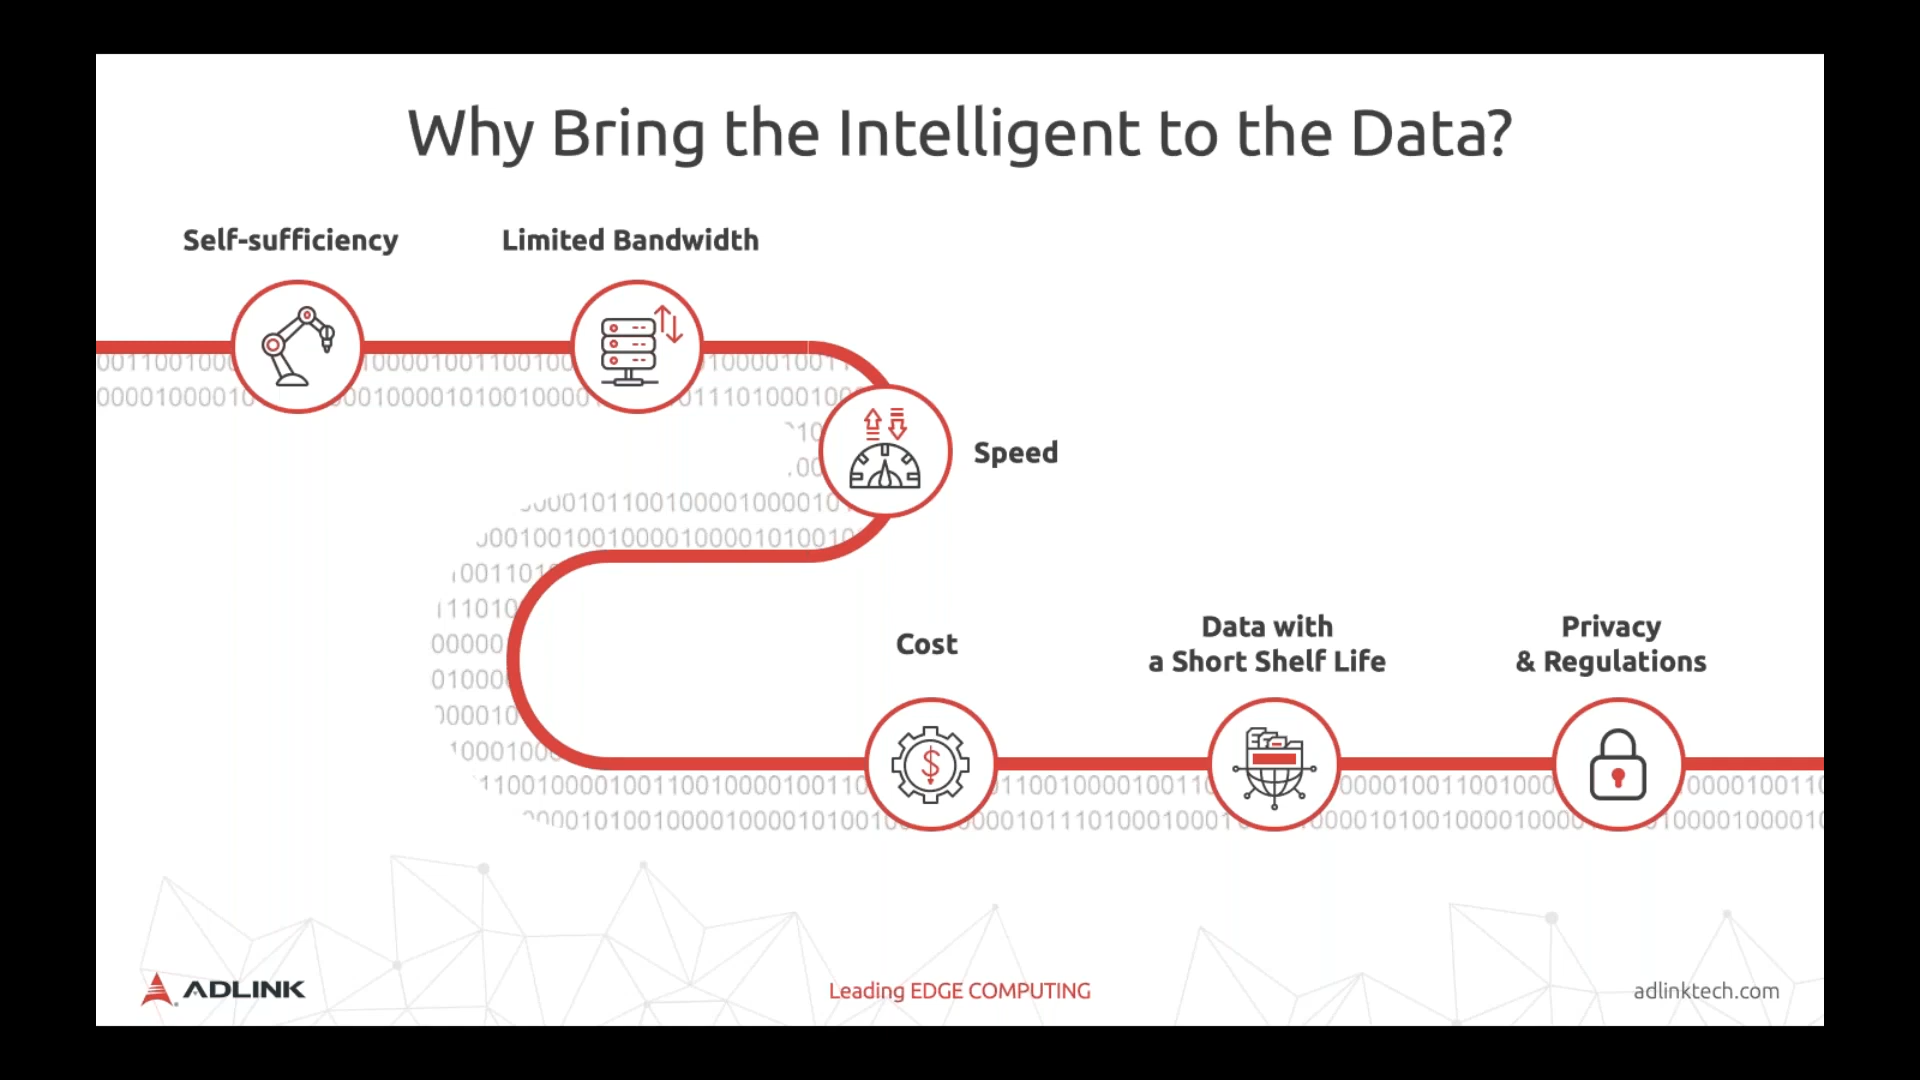 Why Bring the Intelligent to the Data?
Self-sufficiency
Limited Bandwidth
Speed
Cost
Data with
a Short Shelf Life
Privacy
& Regulations
ADLINK
Leading EDGE COMPUTING
adlinktech.com